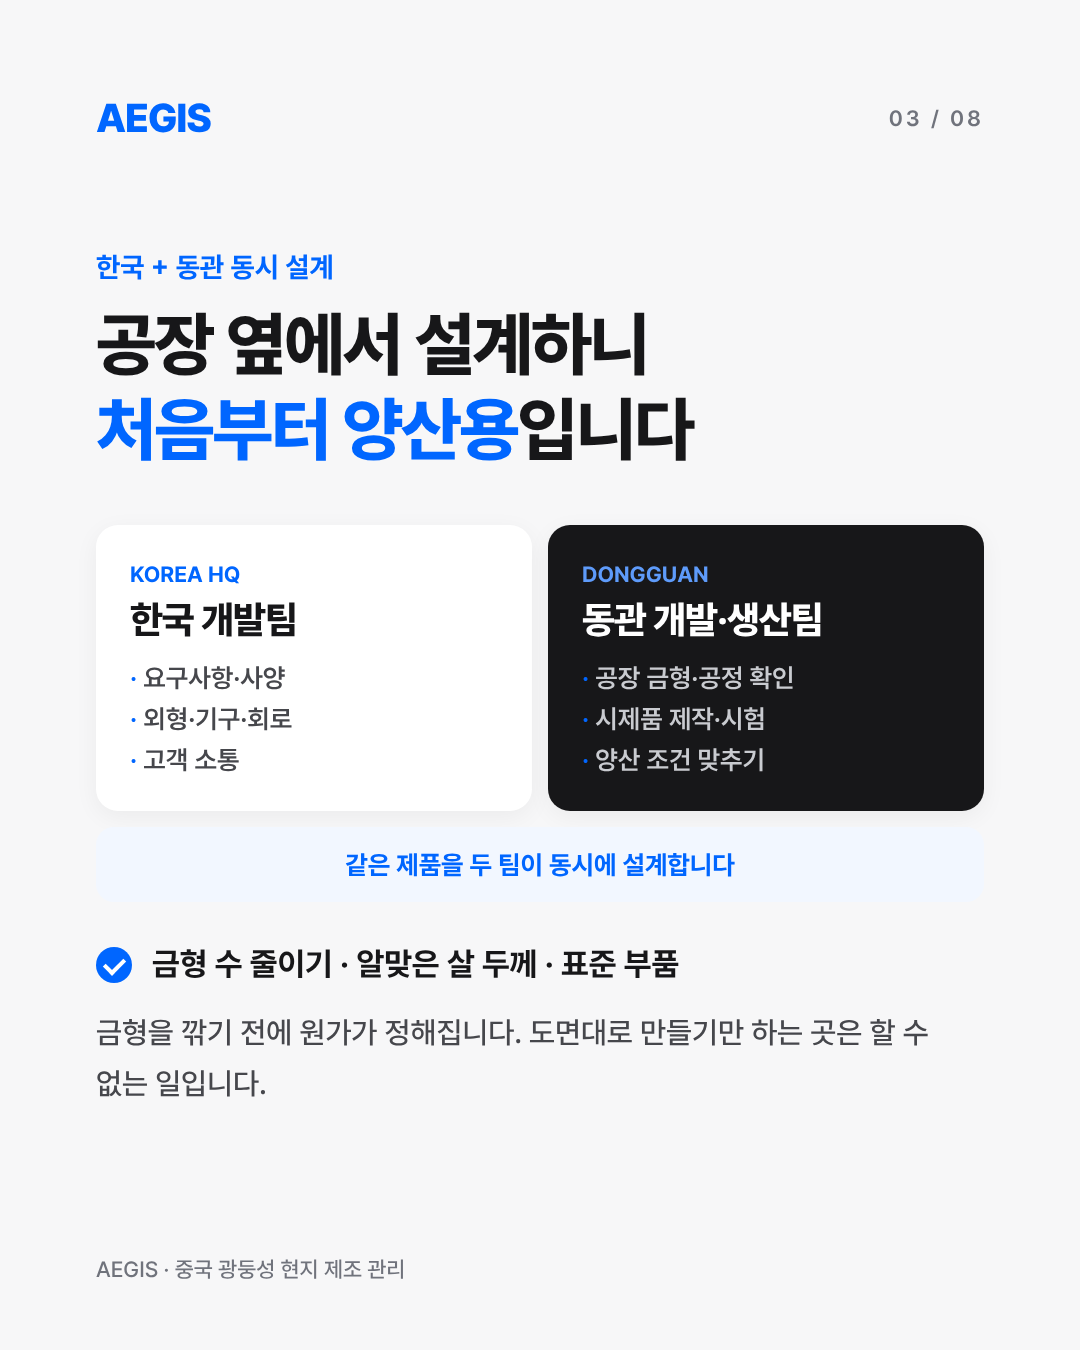 AEGIS
03 / 08
한국 + 동관 동시 설계
공장 옆에서 설계하니
처음부터 양산용입니다
KOREA HQ
한국 개발팀
· 요구사항·사양
· 외형·기구·회로
· 고객 소통
DONGGUAN
동관 개발·생산팀
· 공장 금형·공정 확인
· 시제품 제작·시험
· 양산 조건 맞추기
같은 제품을 두 팀이 동시에 설계합니다
금형 수 줄이기 · 알맞은 살 두께 · 표준 부품
금형을 깎기 전에 원가가 정해집니다. 도면대로 만들기만 하는 곳은 할 수
없는 일입니다.
AEGIS · 중국 광둥성 현지 제조 관리